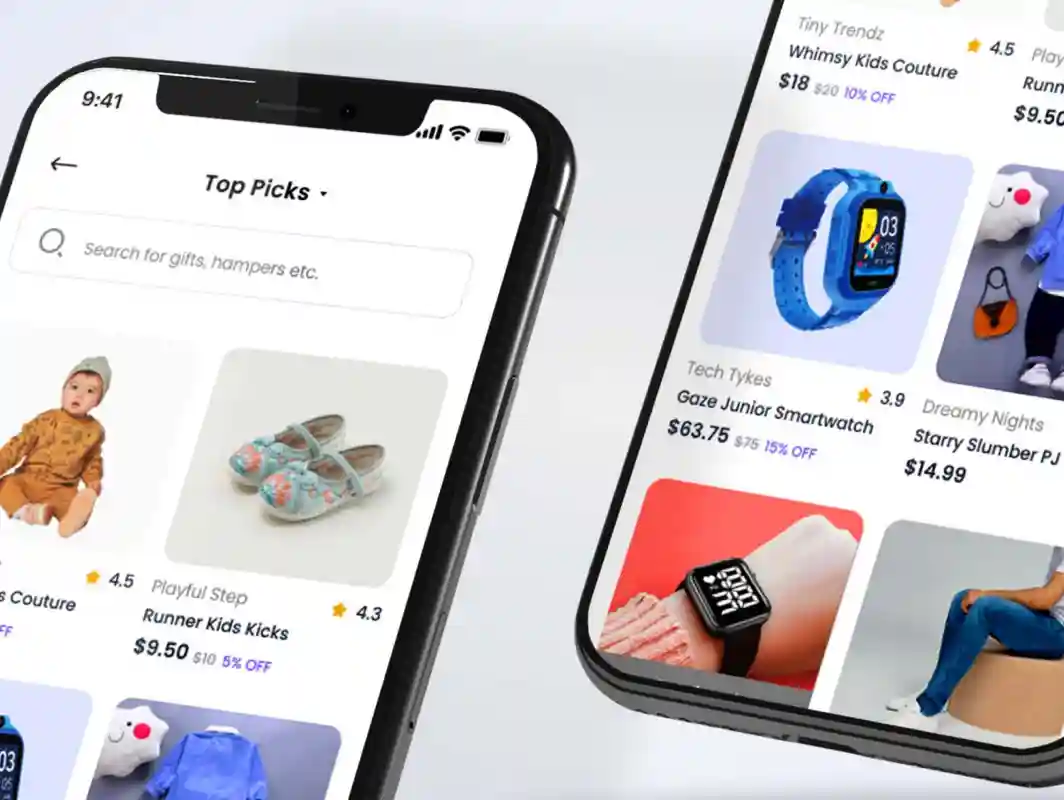 9:41
Top Picks
Search for gifts, hampers etc.
4.5
s Couture
FF
Playful Step
4.3
Runner Kids Kicks
$9.50 $10 5% OFF
03
05
Tiny Trendz
4.5
Whimsy Kids Couture
$18 $20 10% OFF
Play
Runn
$9.50
03
05
Tech Tykes
3.9
Gaze Junior Smartwatch
$63.75 $75 15% OFF
Dreamy Nights
Starry Slumber PJ
$14.99